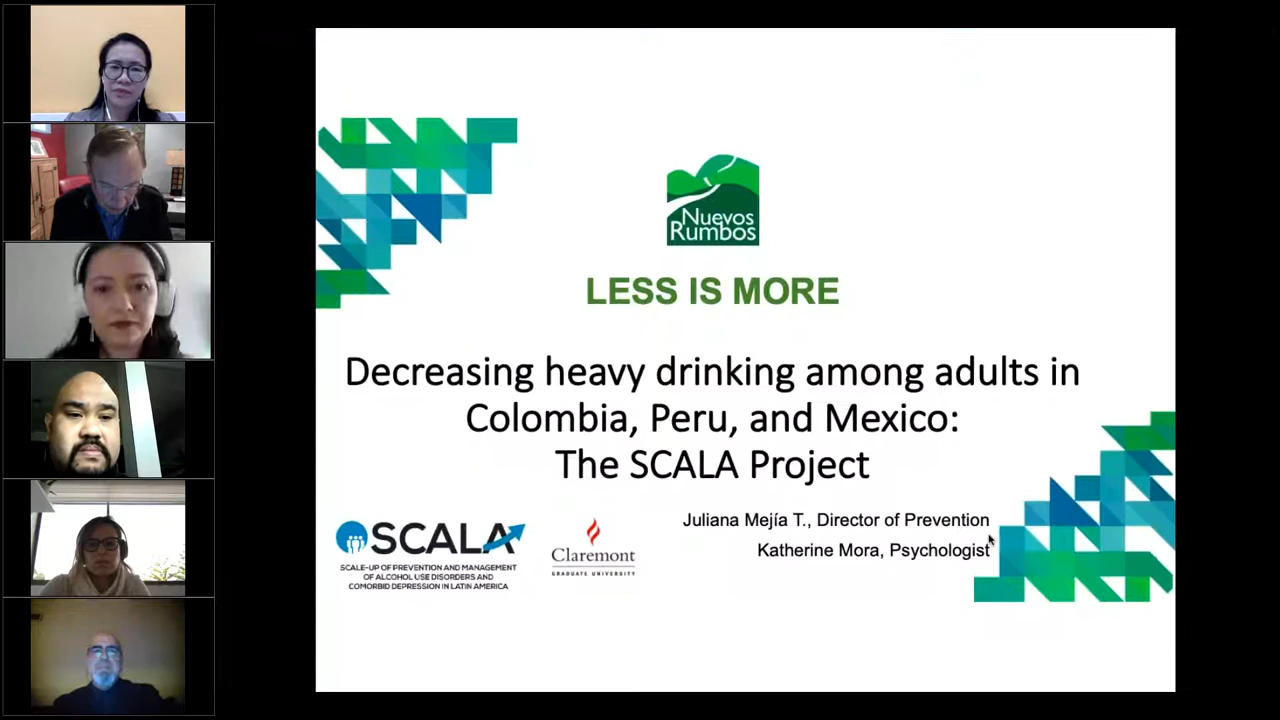 Nuevos
Rumbos
LESS IS MORE
Decreasing heavy drinking among adults in
Colombia, Peru, and Mexico:
The SCALA Project
Juliana Mejía T., Director of Prevention
Katherine Mora, Psychologist
SCALA
SCALE-UP OF PREVENTION AND MANAGEMENT
OF ALCOHOL USE DISORDERS AND
COMORBID DEPRESSION IN LATIN AMERICA
Claremont
GRADUATE UNIVERSITY